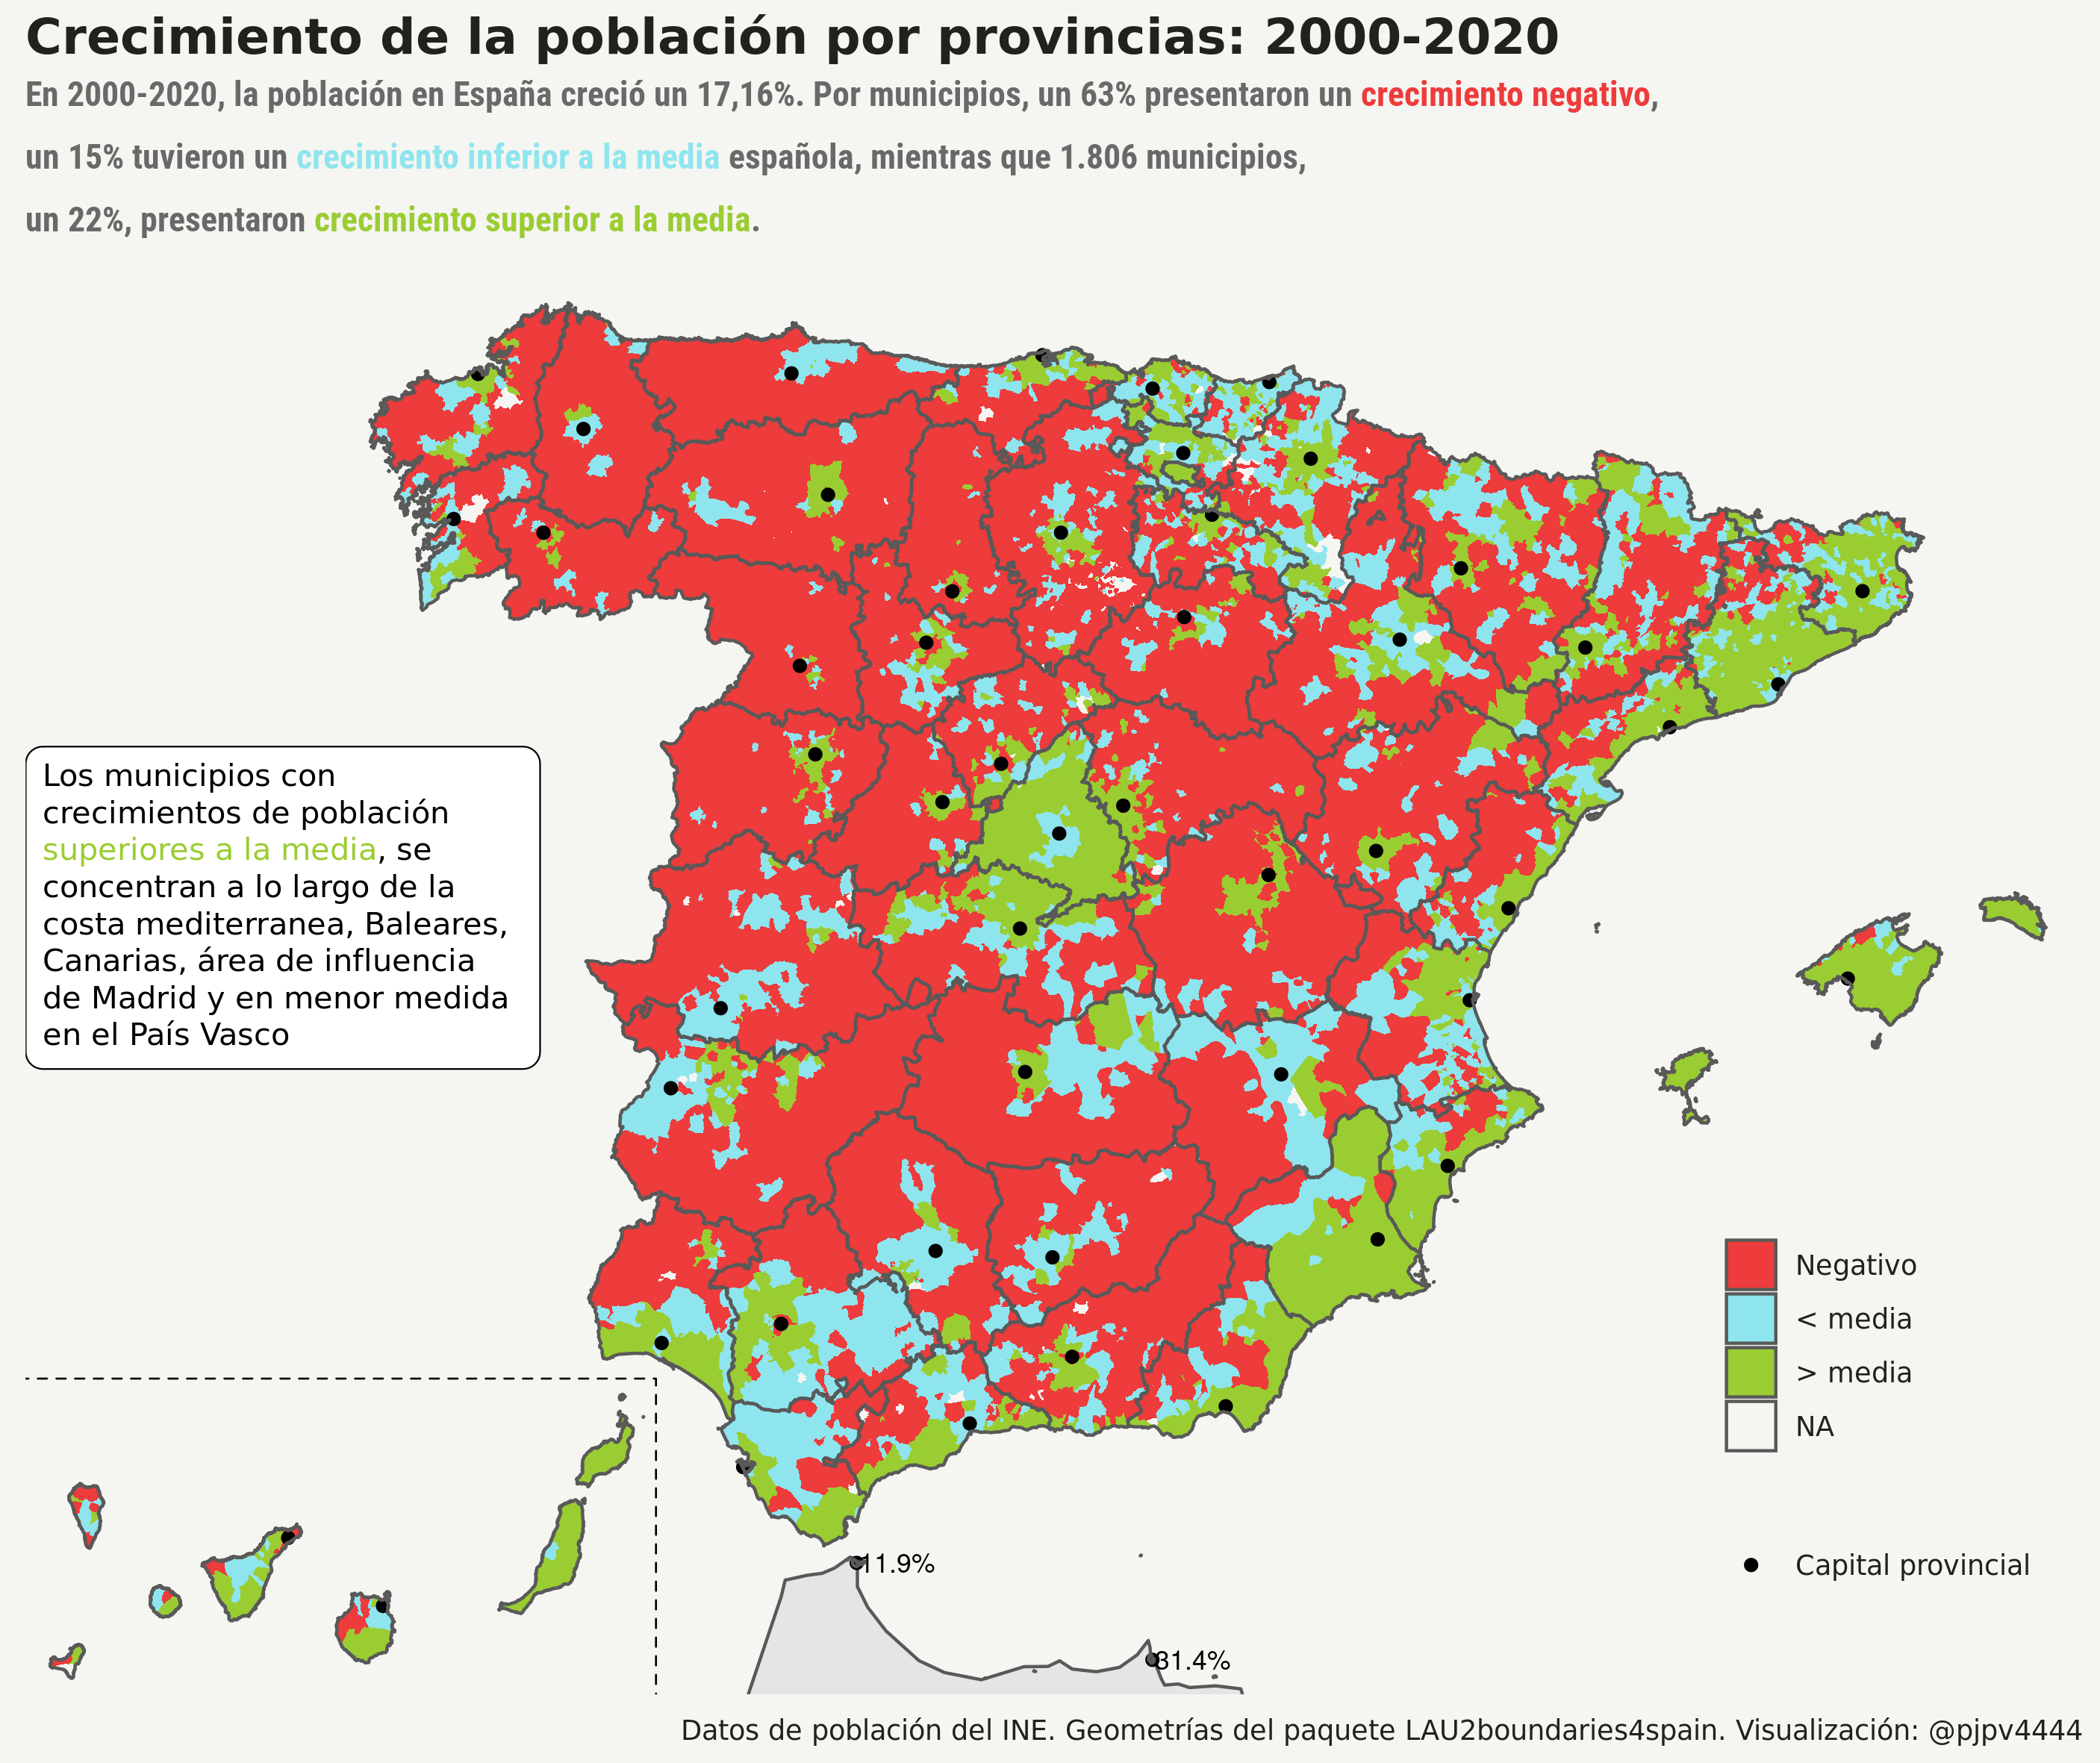 Crecimiento de la población por provincias: 2000-2020
En 2000-2020, la población en España creció un 17,16%. Por municipios, un 63% presentaron un crecimiento negativo,
un 15% tuvieron un crecimiento inferior a la media española, mientras que 1.806 municipios,
un 22%, presentaron crecimiento superior a la media.
Los municipios con
crecimientos de población
superiores a la media, se
concentran a lo largo de la
costa mediterranea, Baleares,
Canarias, área de influencia
de Madrid y en menor medida
en el País Vasco
Negativo
< media
> media
NA
Capital provincial
11.9%
31.4%
Datos de población del INE. Geometrías del paquete LAU2boundaries4spain. Visualización: @pjpv4444